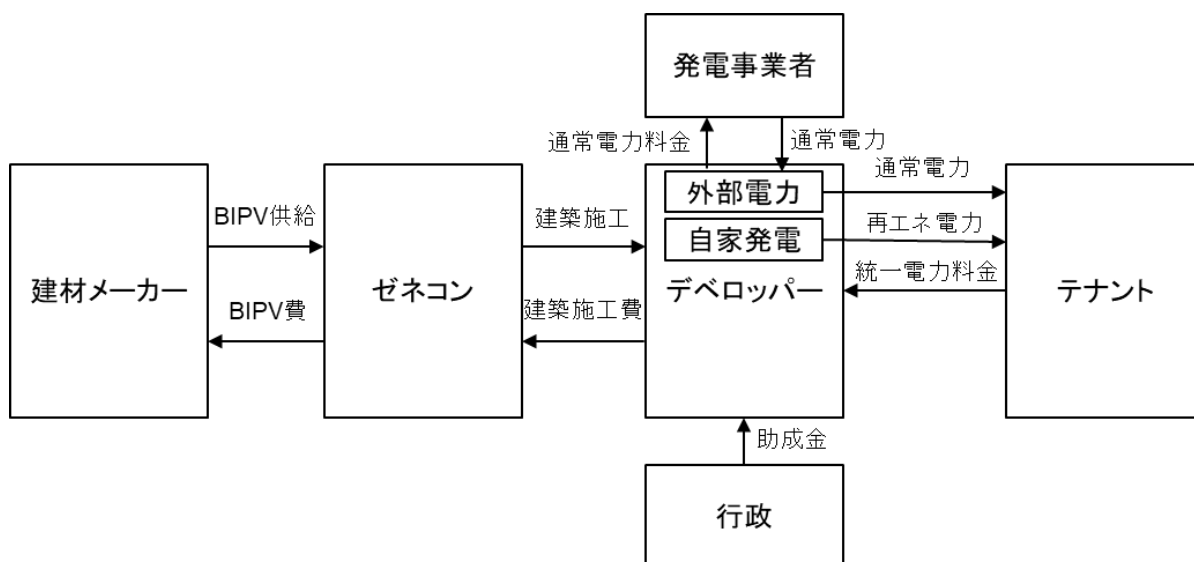 発電事業者
通常電力料金
通常電力
通常電力
外部電力
BIPV供給
建築施工
自家発電
再エネ電力
建材メーカー
ゼネコン
デベロッパー
統一電力料金
テナント
BIPV費
建築施工費
助成金
行政